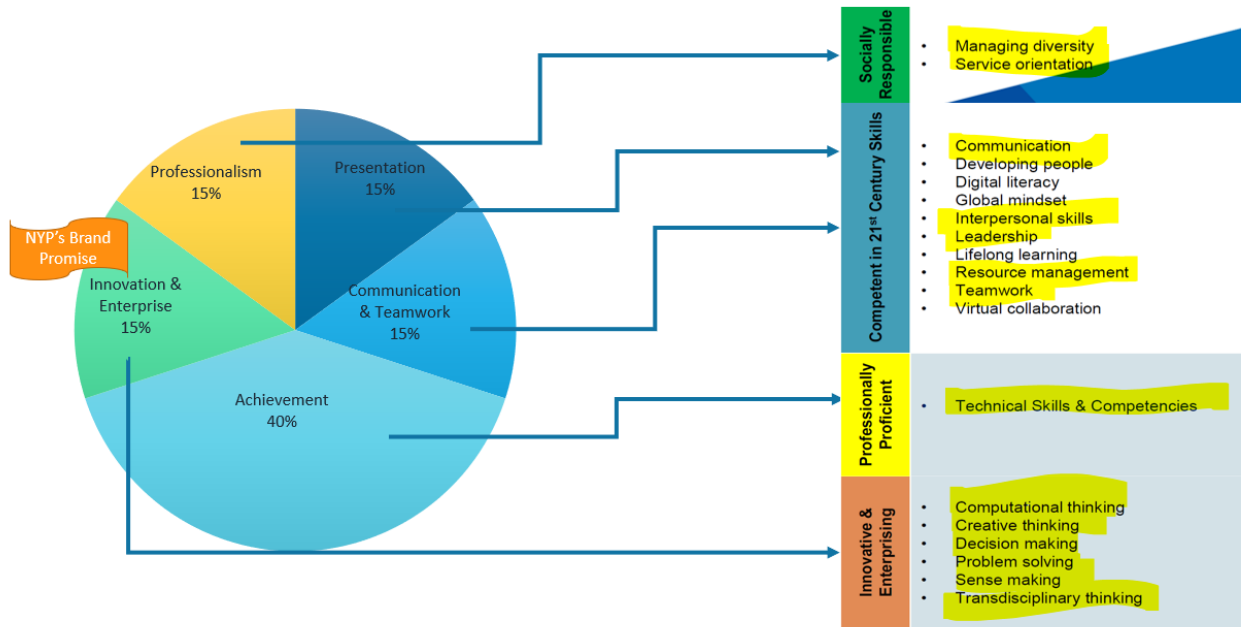 Professionalism
15%
Presentation
15%
NYP's Brand
Promise
Innovation &
Enterprise
15%
Communication
& Teamwork
15%
Achievement
40%
Socially
Responsible
• Managing diversity
• Service orientation
Competent in 21st Century Skills
• Communication
• Developing people
• Digital literacy
• Global mindset
• Interpersonal skills
• Leadership
• Lifelong learning
• Resource management
• Teamwork
• Virtual collaboration
Professionally
Proficient
• Technical Skills & Competencies
Innovative &
Enterprising
• Computational thinking
• Creative thinking
• Decision making
• Problem solving
• Sense making
• Transdisciplinary thinking